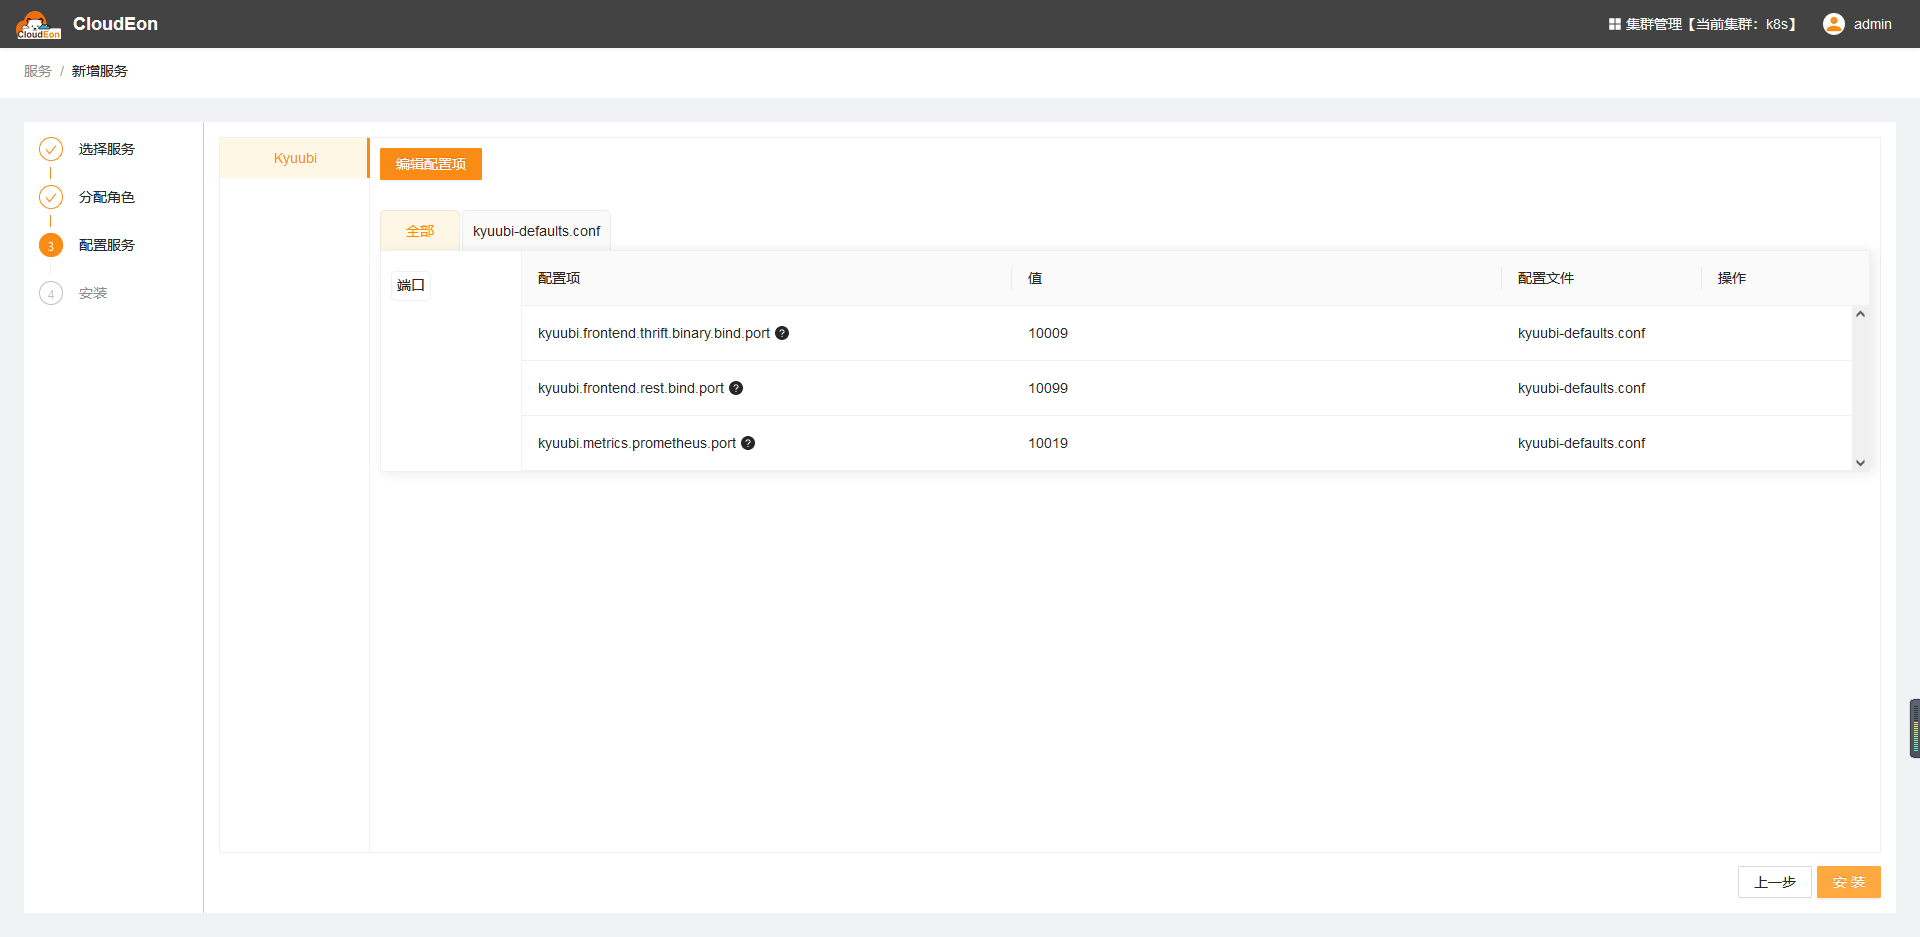 CloudEon
CloudEon
集群管理【当前集群：k8s】
admin
服务 / 新增服务
选择服务
分配角色
3 配置服务
4 安装
Kyuubi
编辑配置项
全部
kyuubi-defaults.conf
端口
配置项 值 配置文件 操作
kyuubi.frontend.thrift.binary.bind.port ? 10009 kyuubi-defaults.conf
kyuubi.frontend.rest.bind.port ? 10099 kyuubi-defaults.conf
kyuubi.metrics.prometheus.port ? 10019 kyuubi-defaults.conf
上一步
安 装